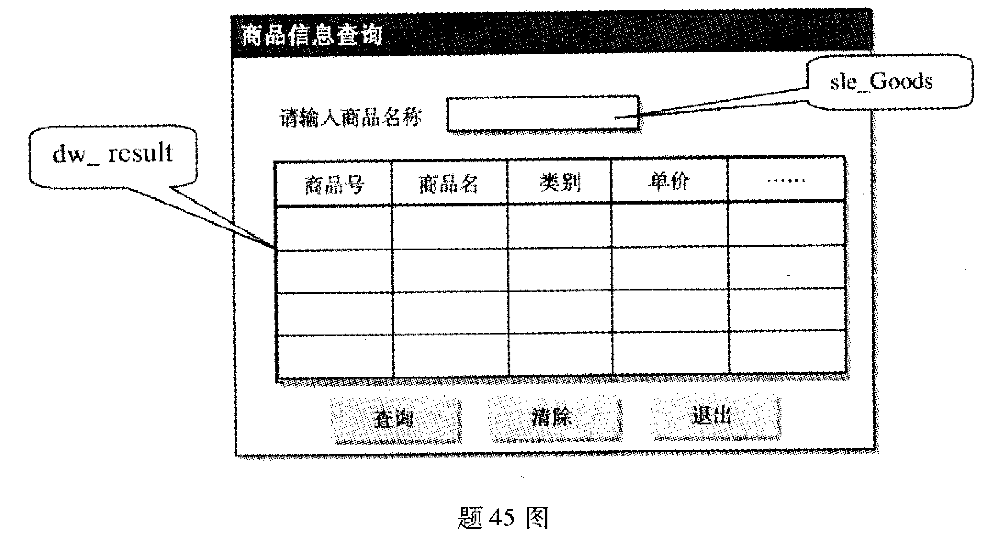 商品信息查询
sle_Goods
请输入商品名称
dw_ result
商品号 商品名 类别 单价 ……
查询 清除 退出
题 45 图